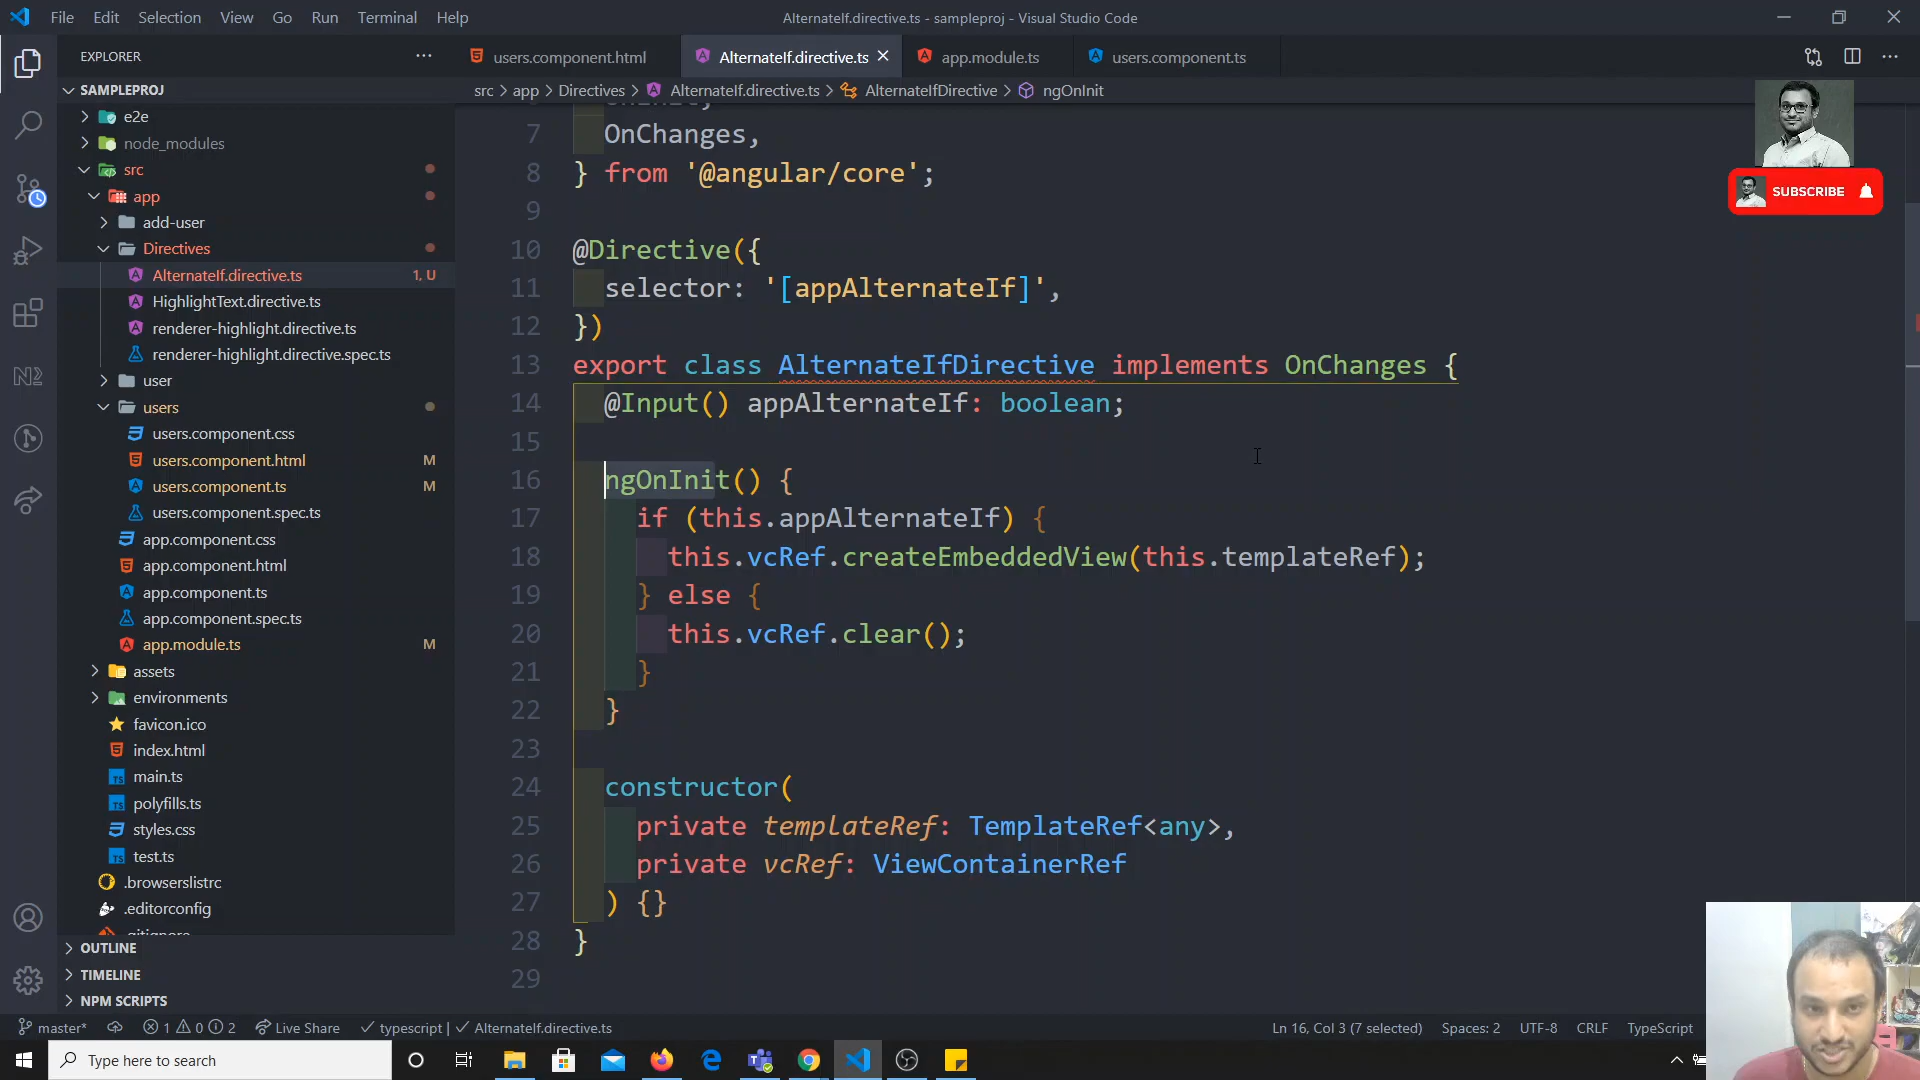 File Edit Selection View Go Run Terminal Help
AlternateIf.directive.ts - sampleproj - Visual Studio Code
EXPLORER
users.component.html
AlternateIf.directive.ts
app.module.ts
users.component.ts
SAMPLEPROJ
src > app > Directives > AlternateIf.directive.ts > AlternateIfDirective > ngOnInit
e2e
node_modules
src
app
add-user
Directives
AlternateIf.directive.ts 1, U
HighlightText.directive.ts
renderer-highlight.directive.ts
renderer-highlight.directive.spec.ts
user
users
users.component.css
users.component.html M
users.component.ts M
users.component.spec.ts
app.component.css
app.component.html
app.component.ts
app.component.spec.ts
app.module.ts M
assets
environments
favicon.ico
index.html
main.ts
polyfills.ts
styles.css
test.ts
.browserslistrc
.editorconfig
.gitignore
OUTLINE
TIMELINE
NPM SCRIPTS
OnInit,
7 OnChanges,
8 } from '@angular/core';
9
10 @Directive({
11 selector: '[appAlternateIf]',
12 })
13 export class AlternateIfDirective implements OnChanges {
14 @Input() appAlternateIf: boolean;
15
16 ngOnInit() {
17 if (this.appAlternateIf) {
18 this.vcRef.createEmbeddedView(this.templateRef);
19 } else {
20 this.vcRef.clear();
21 }
22 }
23
24 constructor(
25 private templateRef: TemplateRef<any>,
26 private vcRef: ViewContainerRef
27 ) {}
28 }
29
SUBSCRIBE
master* 1 0 2 Live Share typescript | AlternateIf.directive.ts
Ln 16, Col 3 (7 selected) Spaces: 2 UTF-8 CRLF TypeScript
Type here to search